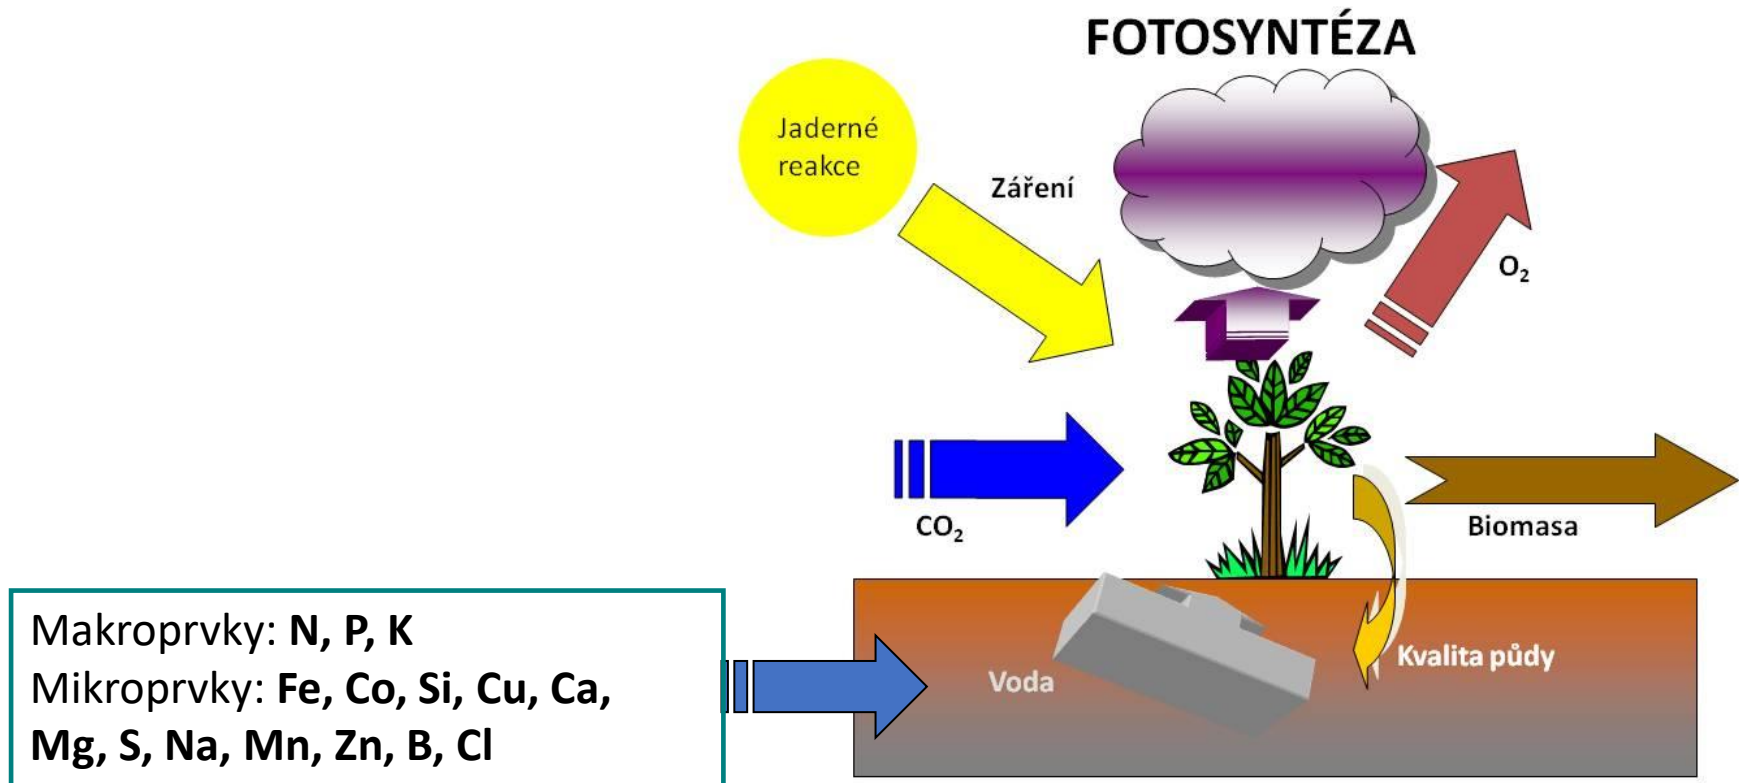 FOTOSYNTÉZA
Jaderné
reakce
Záření
O₂
CO₂
Biomasa
Makroprvky: N, P, K
Mikroprvky: Fe, Co, Si, Cu, Ca,
Mg, S, Na, Mn, Zn, B, Cl
Voda
Kvalita půdy